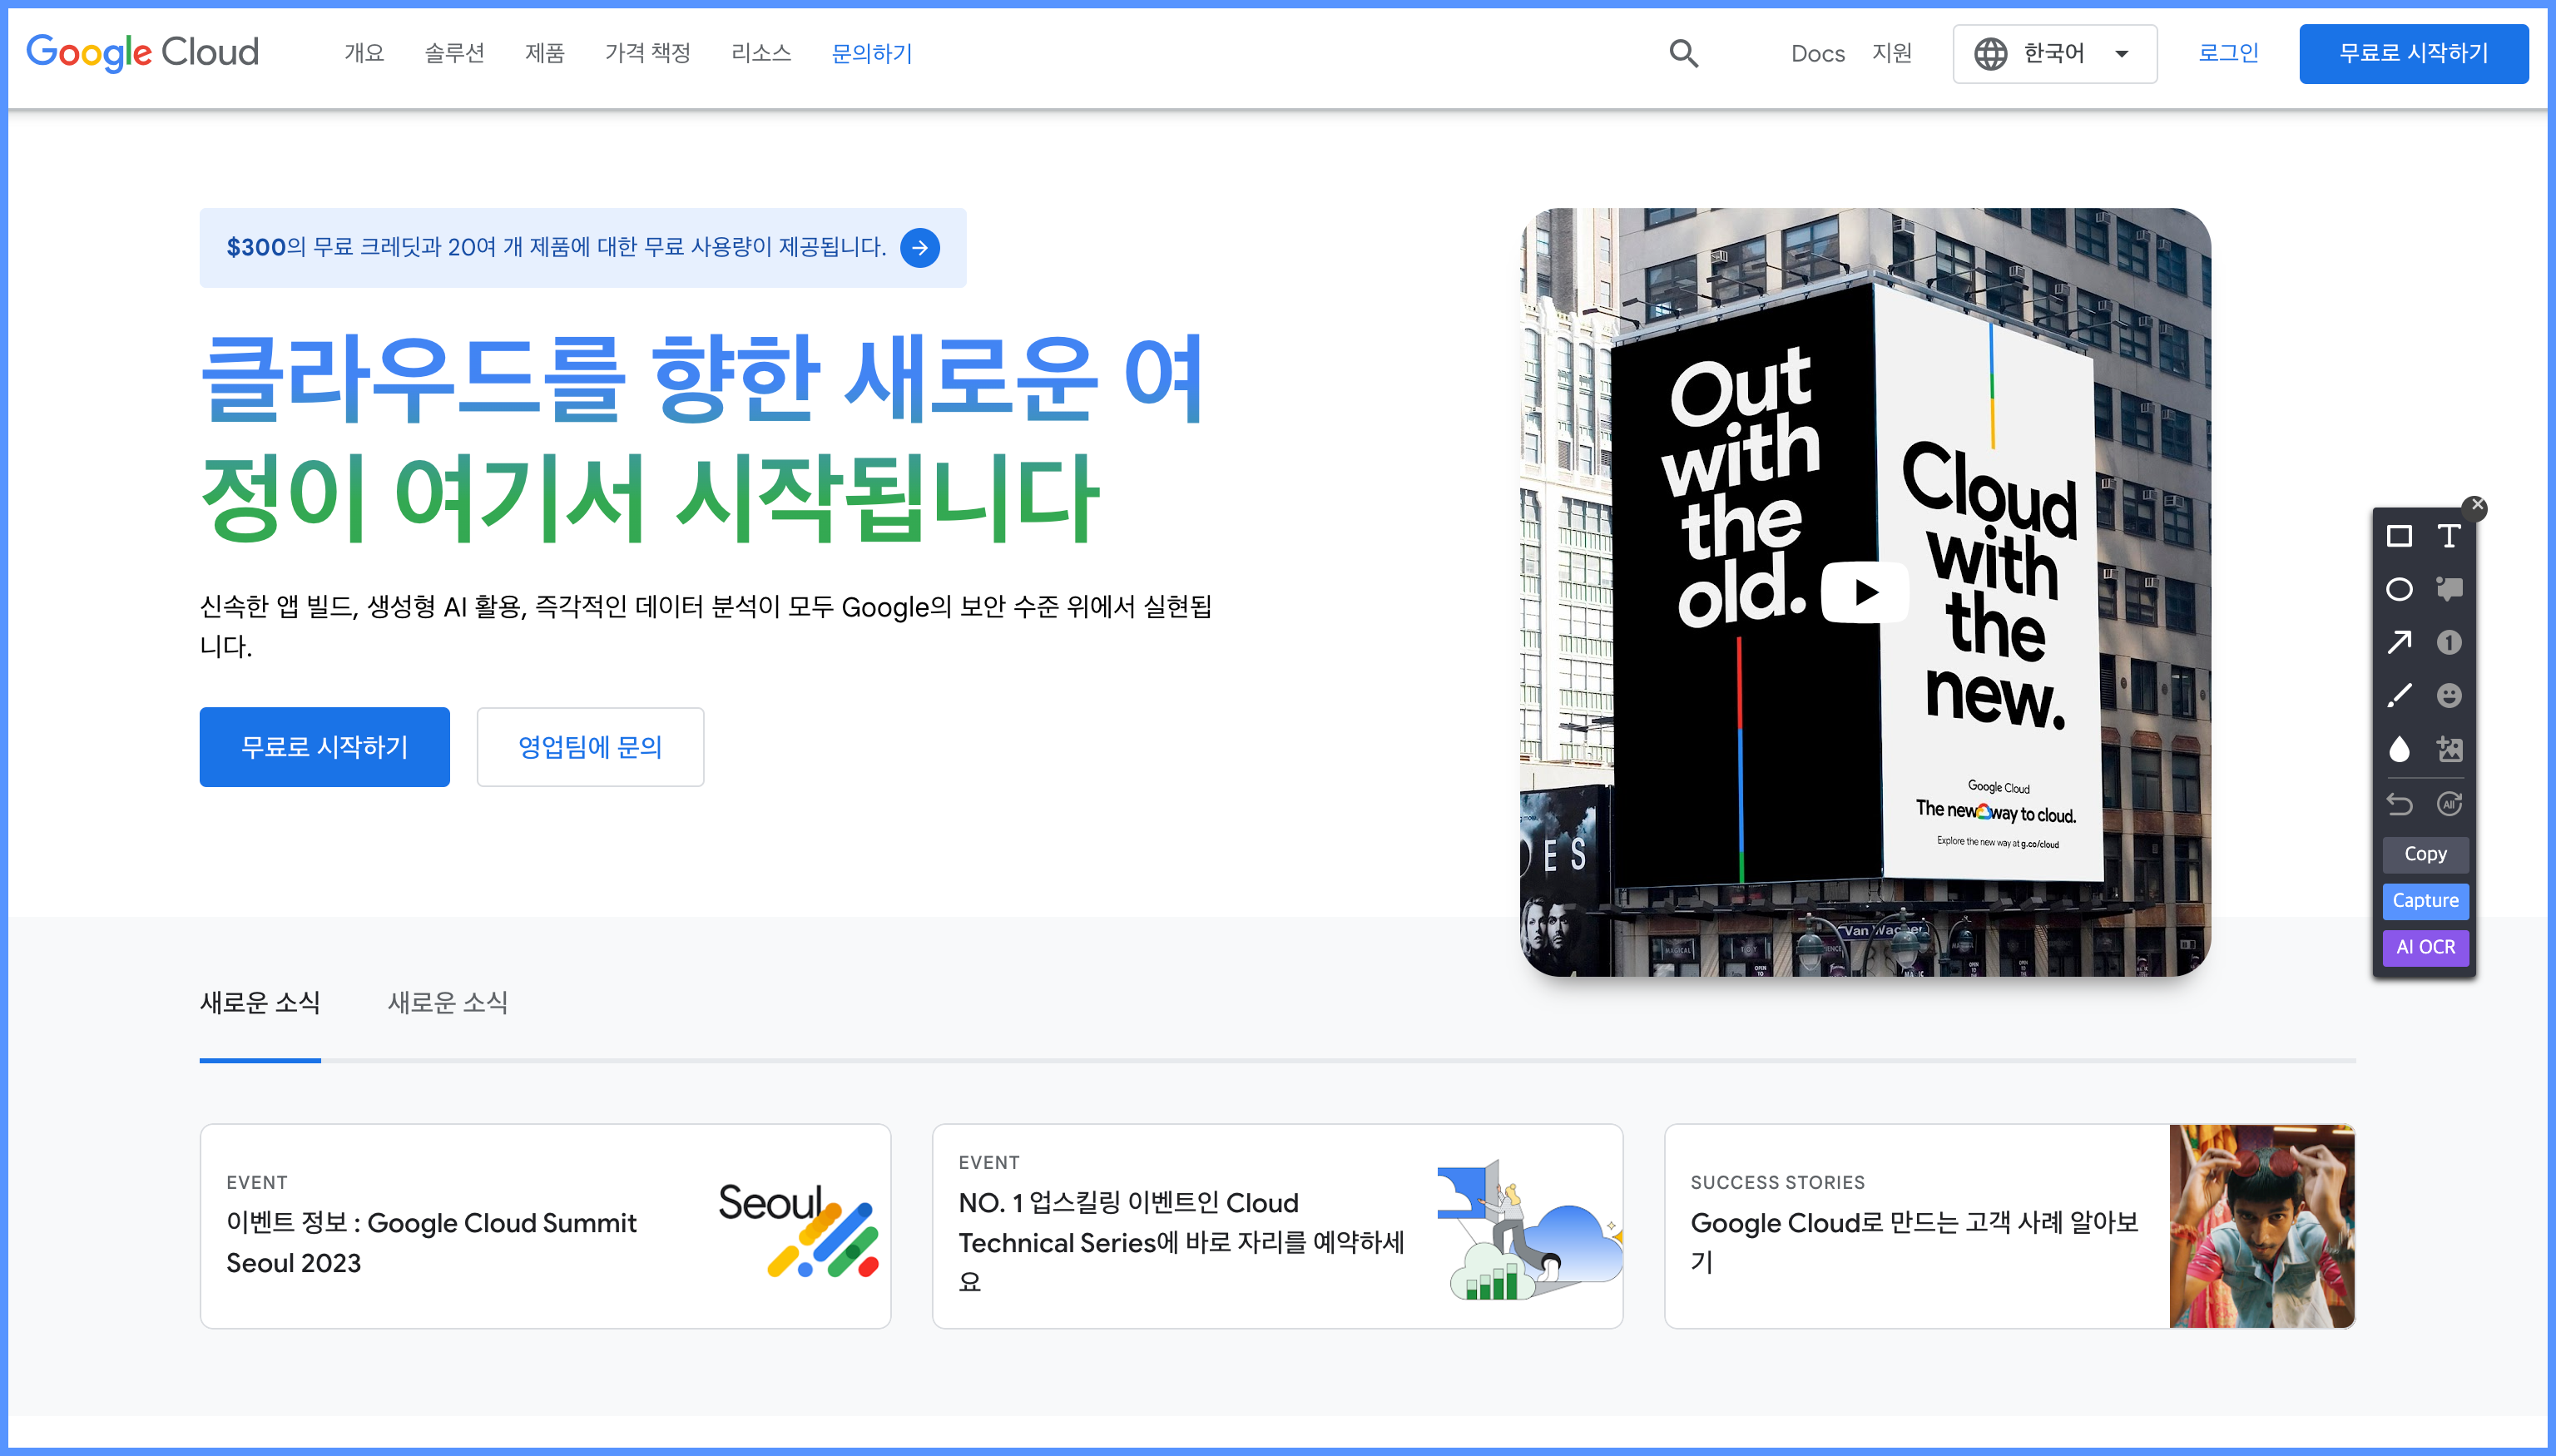 Google Cloud
개요 솔루션 제품 가격 책정 리소스 문의하기
Docs 지원 한국어 로그인 무료로 시작하기
$300의 무료 크레딧과 20여 개 제품에 대한 무료 사용량이 제공됩니다.
클라우드를 향한 새로운 여
정이 여기서 시작됩니다
신속한 앱 빌드, 생성형 AI 활용, 즉각적인 데이터 분석이 모두 Google의 보안 수준 위에서 실현됩
니다.
무료로 시작하기
영업팀에 문의
Out
with
the
old.
Cloud
with
the
new.
Google Cloud
The new way to cloud.
Explore the new way at g.co/cloud
ES
Van Wagner
T
1
All
Copy
Capture
AI OCR
새로운 소식 새로운 소식
EVENT
이벤트 정보 : Google Cloud Summit
Seoul 2023
Seoul
EVENT
NO. 1 업스킬링 이벤트인 Cloud
Technical Series에 바로 자리를 예약하세
요
SUCCESS STORIES
Google Cloud로 만드는 고객 사례 알아보
기